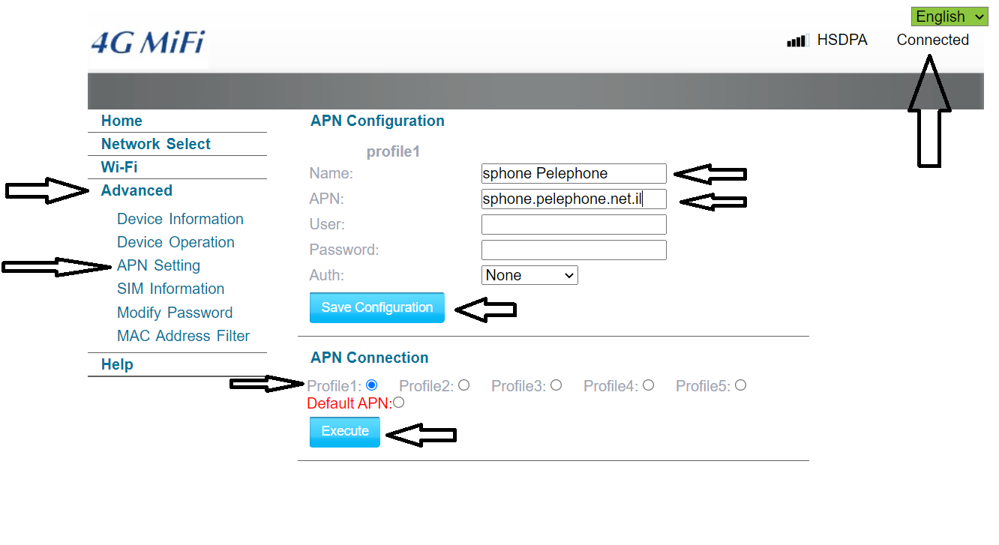 English
4G MiFi
HSDPA Connected
Home
Network Select
Wi-Fi
Advanced
Device Information
Device Operation
APN Setting
SIM Information
Modify Password
MAC Address Filter
Help
APN Configuration
profile1
Name: sphone Pelephone
APN: sphone.pelephone.net.il
User:
Password:
Auth: None
Save Configuration
APN Connection
Profile1: Profile2: Profile3: Profile4: Profile5:
Default APN:
Execute